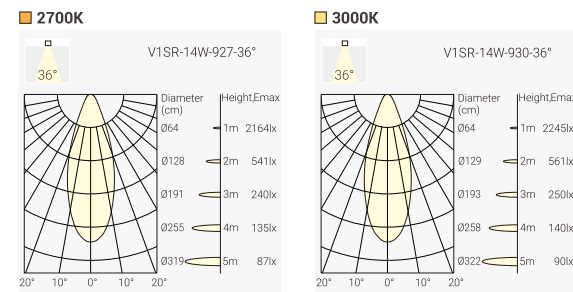 2700K
V1SR-14W-927-36°
36°
Diameter (cm) Height,Emax
Ø64 1m 2164lx
Ø128 2m 541lx
Ø191 3m 240lx
Ø255 4m 135lx
Ø319 5m 87lx
20° 10° 0° 10° 20°
3000K
V1SR-14W-930-36°
36°
Diameter (cm) Height,Emax
Ø64 1m 2245lx
Ø129 2m 561lx
Ø193 3m 250lx
Ø258 4m 140lx
Ø322 5m 90lx
20° 10° 0° 10° 20°